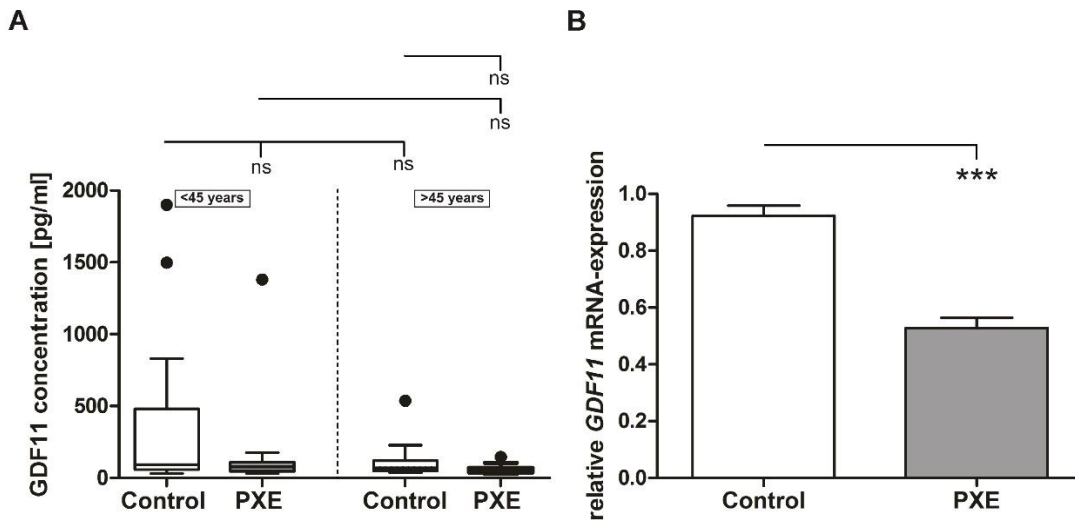 A
B
ns
ns
ns
ns
***
GDF11 concentration [pg/ml]
2000
1500
1000
500
0
<45 years
>45 years
Control
PXE
Control
PXE
relative GDF11 mRNA-expression
1.0
0.8
0.6
0.4
0.2
0.0
Control
PXE